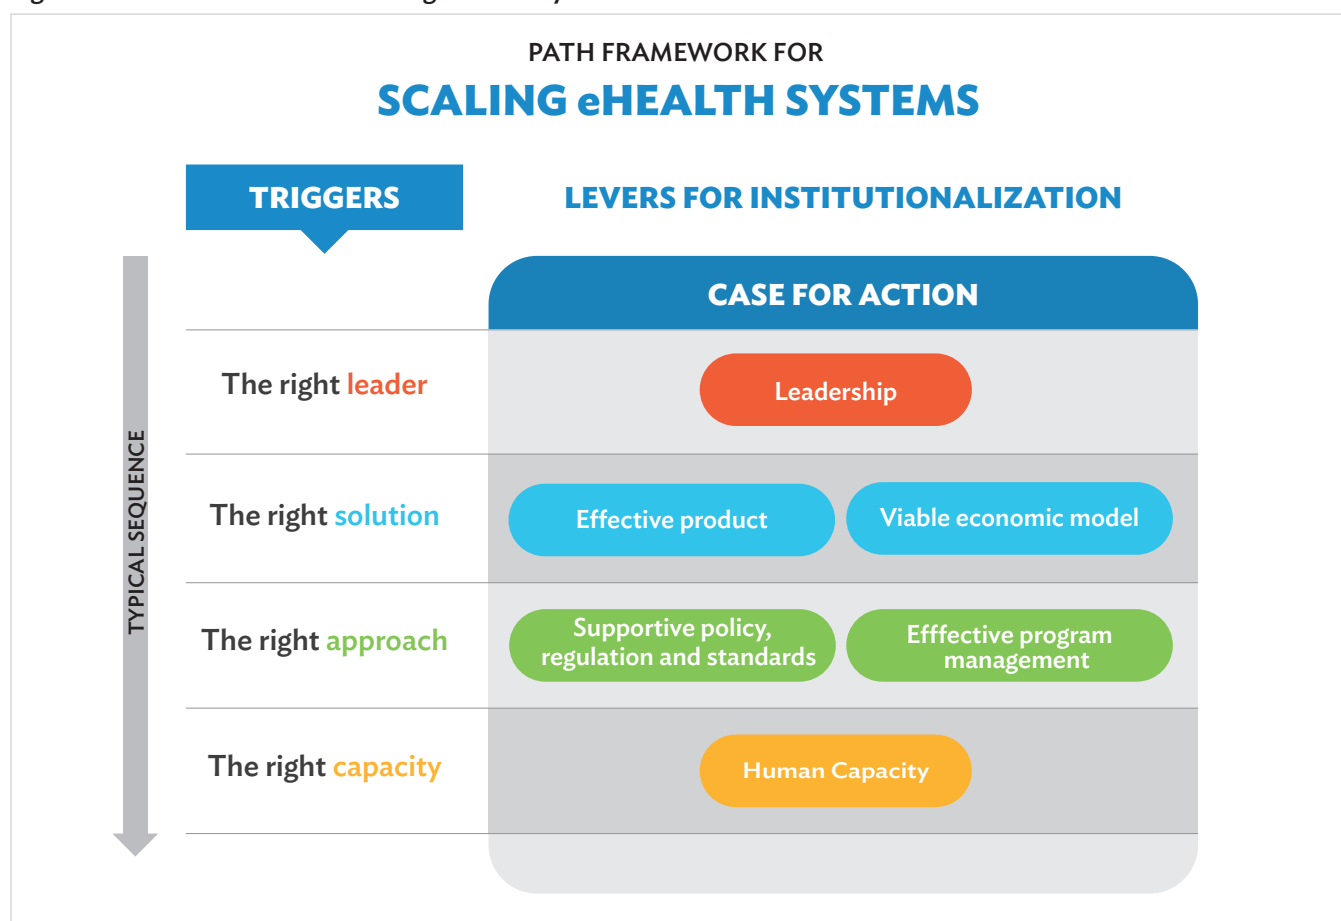 PATH FRAMEWORK FOR
SCALING eHEALTH SYSTEMS
TRIGGERS
LEVERS FOR INSTITUTIONALIZATION
CASE FOR ACTION
TYPICAL SEQUENCE
The right leader
Leadership
The right solution
Effective product
Viable economic model
The right approach
Supportive policy,
regulation and standards
Efffective program
management
The right capacity
Human Capacity